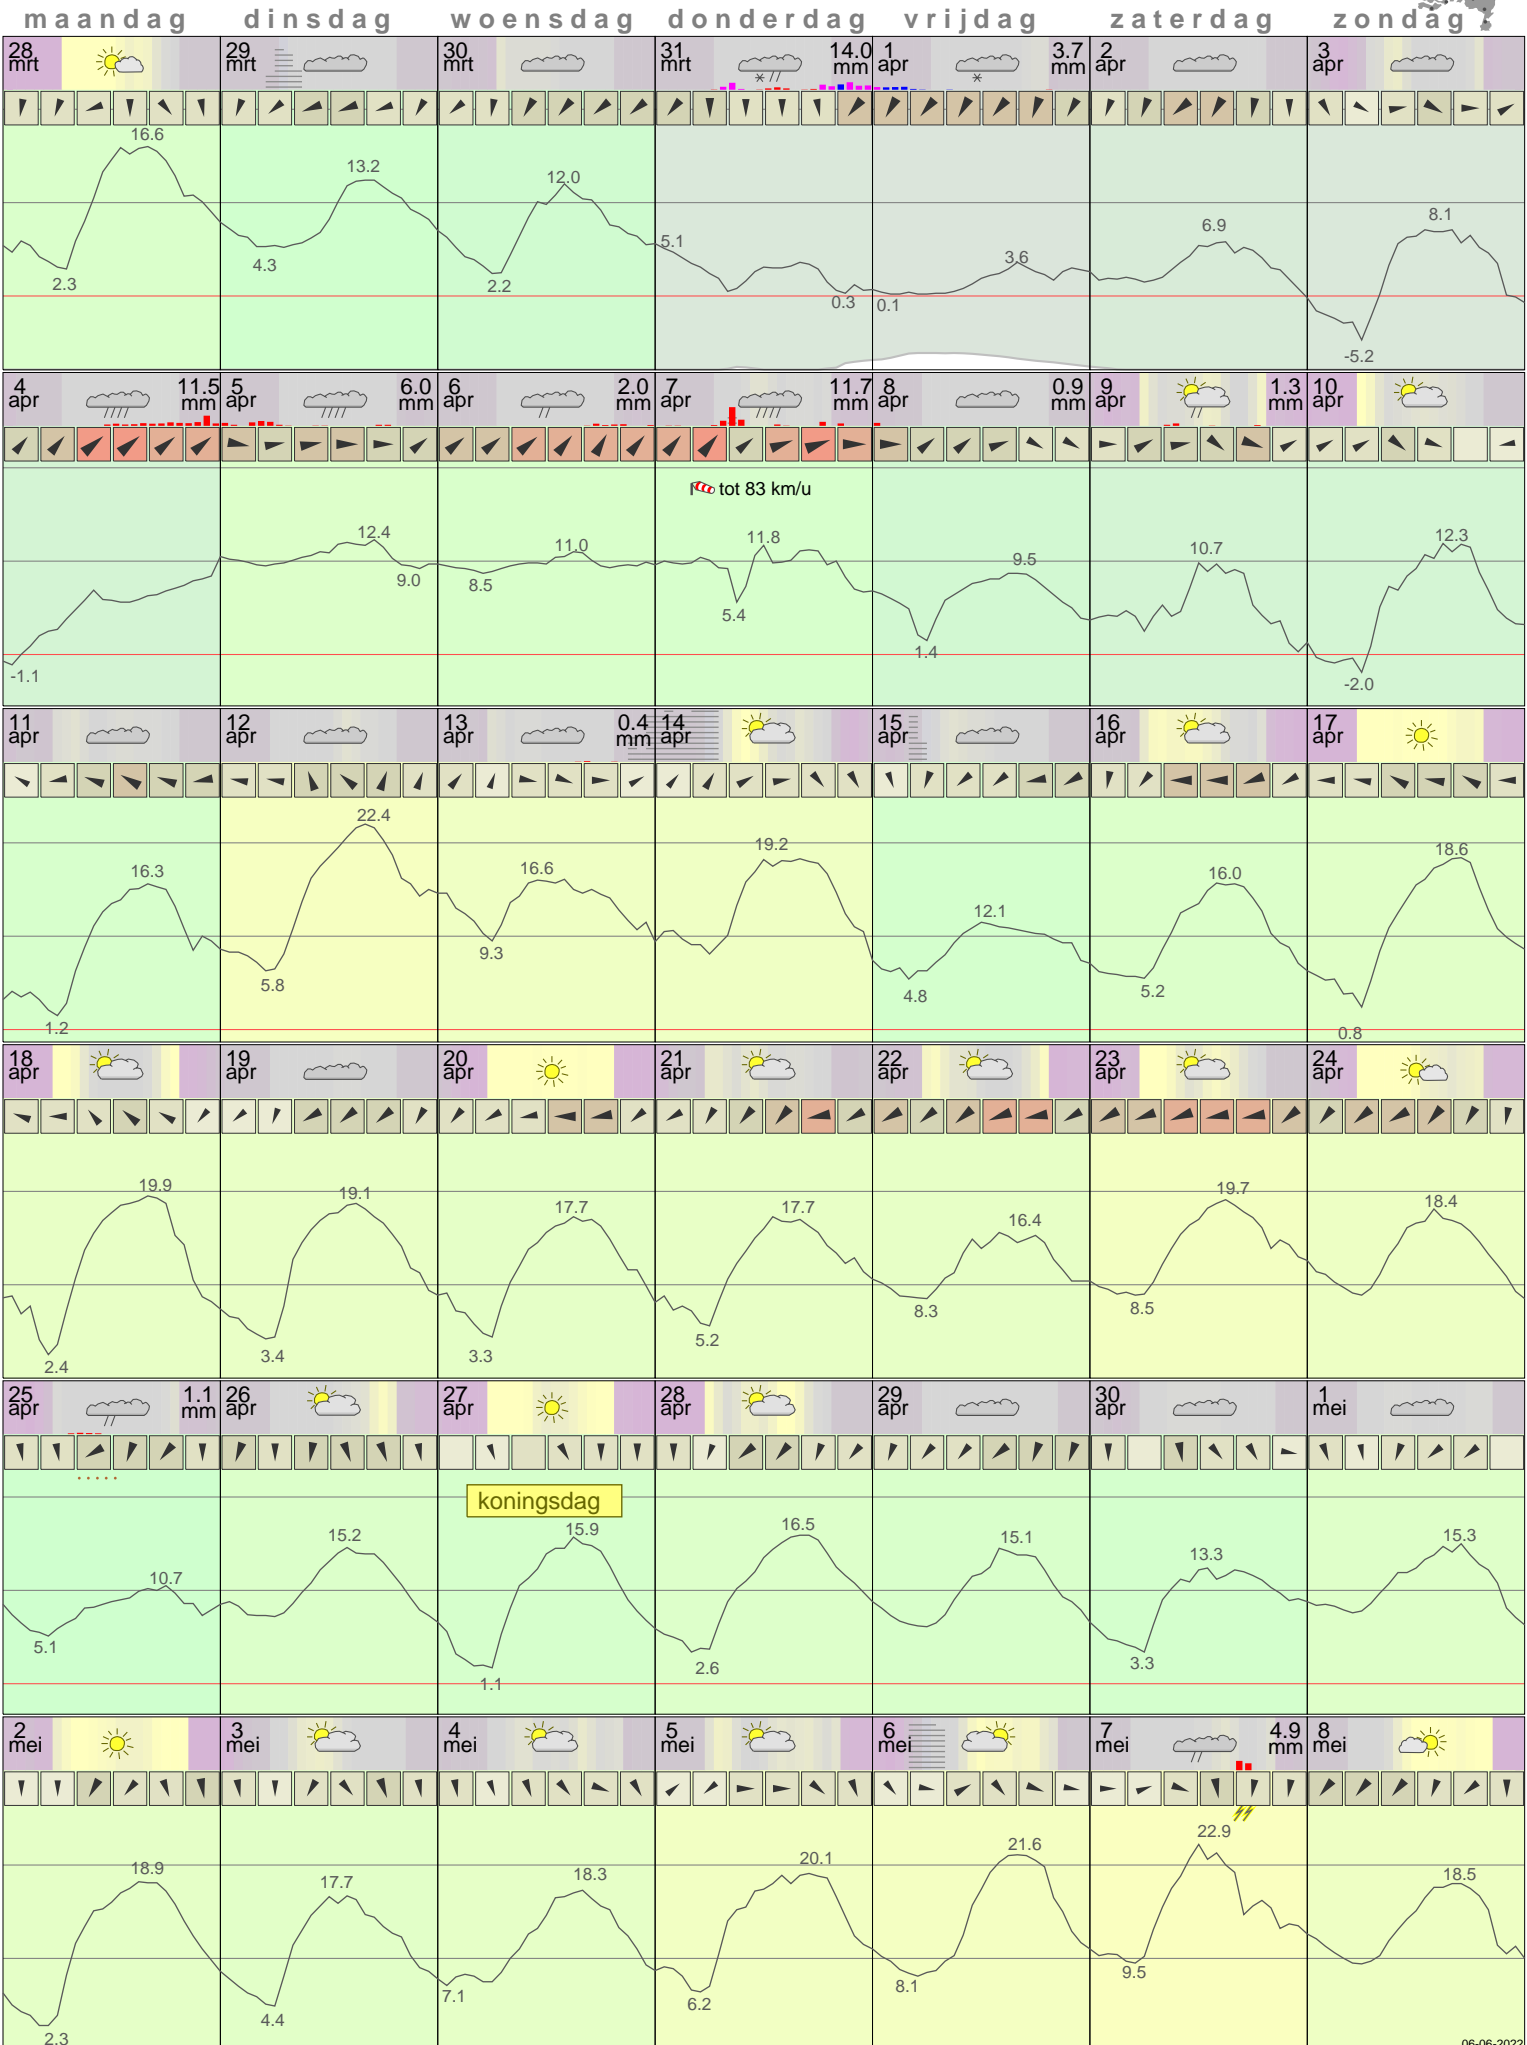 maandag dinsdag woensdag donderdag vrijdag zaterdag zondag
28 mrt 29 mrt 30 mrt 31 mrt 14.0 mm 1 apr 3.7 mm 2 apr 3 apr
16.6 13.2 12.0 5.1 3.6 6.9 8.1
2.3 4.3 2.2 0.3 0.1 -5.2
4 apr 11.5 mm 5 apr 6.0 mm 6 apr 2.0 mm 7 apr 11.7 mm 8 apr 0.9 mm 9 apr 1.3 mm 10 apr
tot 83 km/u
12.4 11.0 11.8 9.5 10.7 12.3
-1.1 9.0 8.5 5.4 1.4 -2.0
11 apr 12 apr 13 apr 0.4 mm 14 apr 15 apr 16 apr 17 apr
16.3 22.4 16.6 19.2 12.1 16.0 18.6
1.2 5.8 9.3 4.8 5.2 0.8
18 apr 19 apr 20 apr 21 apr 22 apr 23 apr 24 apr
19.9 19.1 17.7 17.7 16.4 19.7 18.4
2.4 3.4 3.3 5.2 8.3 8.5
25 apr 1.1 mm 26 apr 27 apr 28 apr 29 apr 30 apr 1 mei
koningsdag
10.7 15.2 15.9 16.5 15.1 13.3 15.3
5.1 1.1 2.6 3.3
2 mei 3 mei 4 mei 5 mei 6 mei 7 mei 4.9 mm 8 mei
18.9 17.7 18.3 20.1 21.6 22.9 18.5
2.3 4.4 7.1 6.2 8.1 9.5
06-06-2022